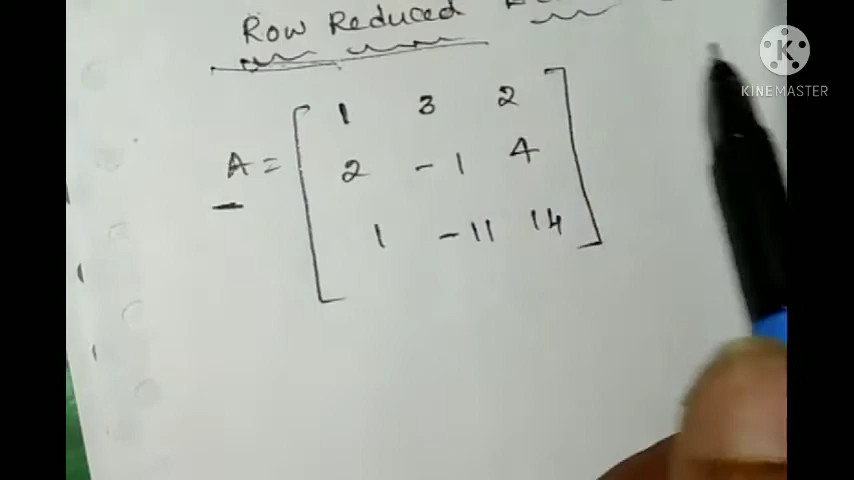 Row Reduced
A = [ 1 3 2
2 -1 4
1 -11 14 ]
K
KINEMASTER